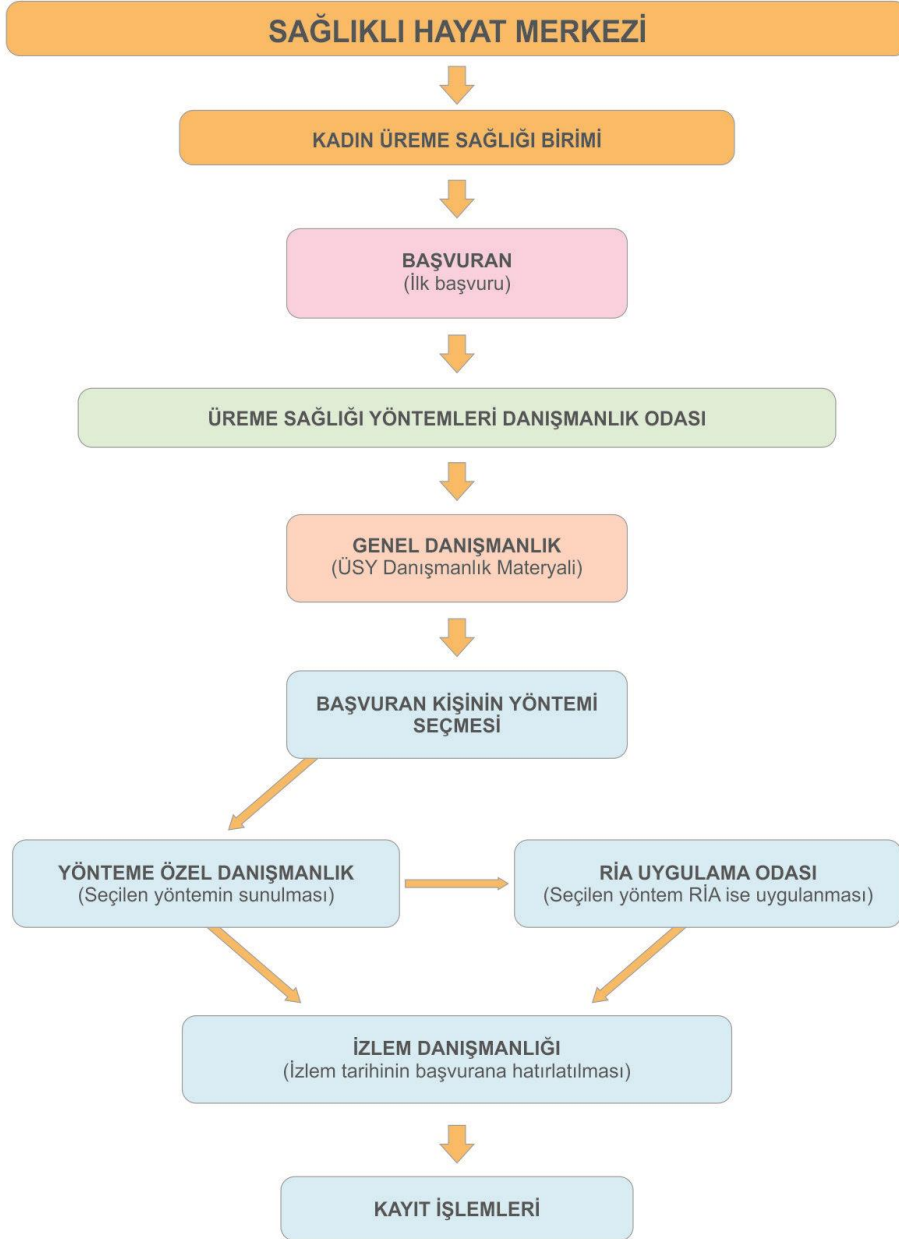 SAĞLIKLI HAYAT MERKEZİ
KADIN ÜREME SAĞLIĞI BİRİMİ
BAŞVURAN
(İlk başvuru)
ÜREME SAĞLIĞI YÖNTEMLERİ DANIŞMANLIK ODASI
GENEL DANIŞMANLIK
(ÜSY Danışmanlık Materyali)
BAŞVURAN KİŞİNİN YÖNTEMİ
SEÇMESİ
YÖNTEME ÖZEL DANIŞMANLIK
(Seçilen yöntemin sunulması)
RİA UYGULAMA ODASI
(Seçilen yöntem RİA ise uygulanması)
İZLEM DANIŞMANLIĞI
(İzlem tarihinin başvurana hatırlatılması)
KAYIT İŞLEMLERİ